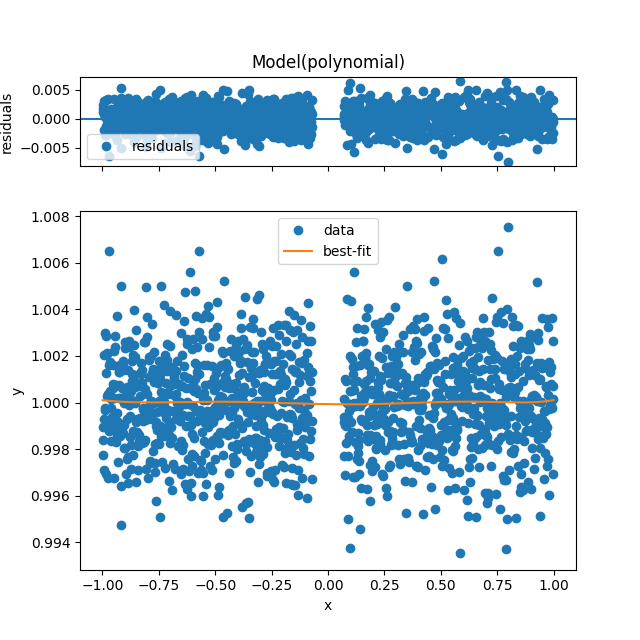 Model(polynomial)
residuals
0.005
0.000
−0.005
residuals
y
1.008
1.006
1.004
1.002
1.000
0.998
0.996
0.994
data
best-fit
−1.00 −0.75 −0.50 −0.25 0.00 0.25 0.50 0.75 1.00
x